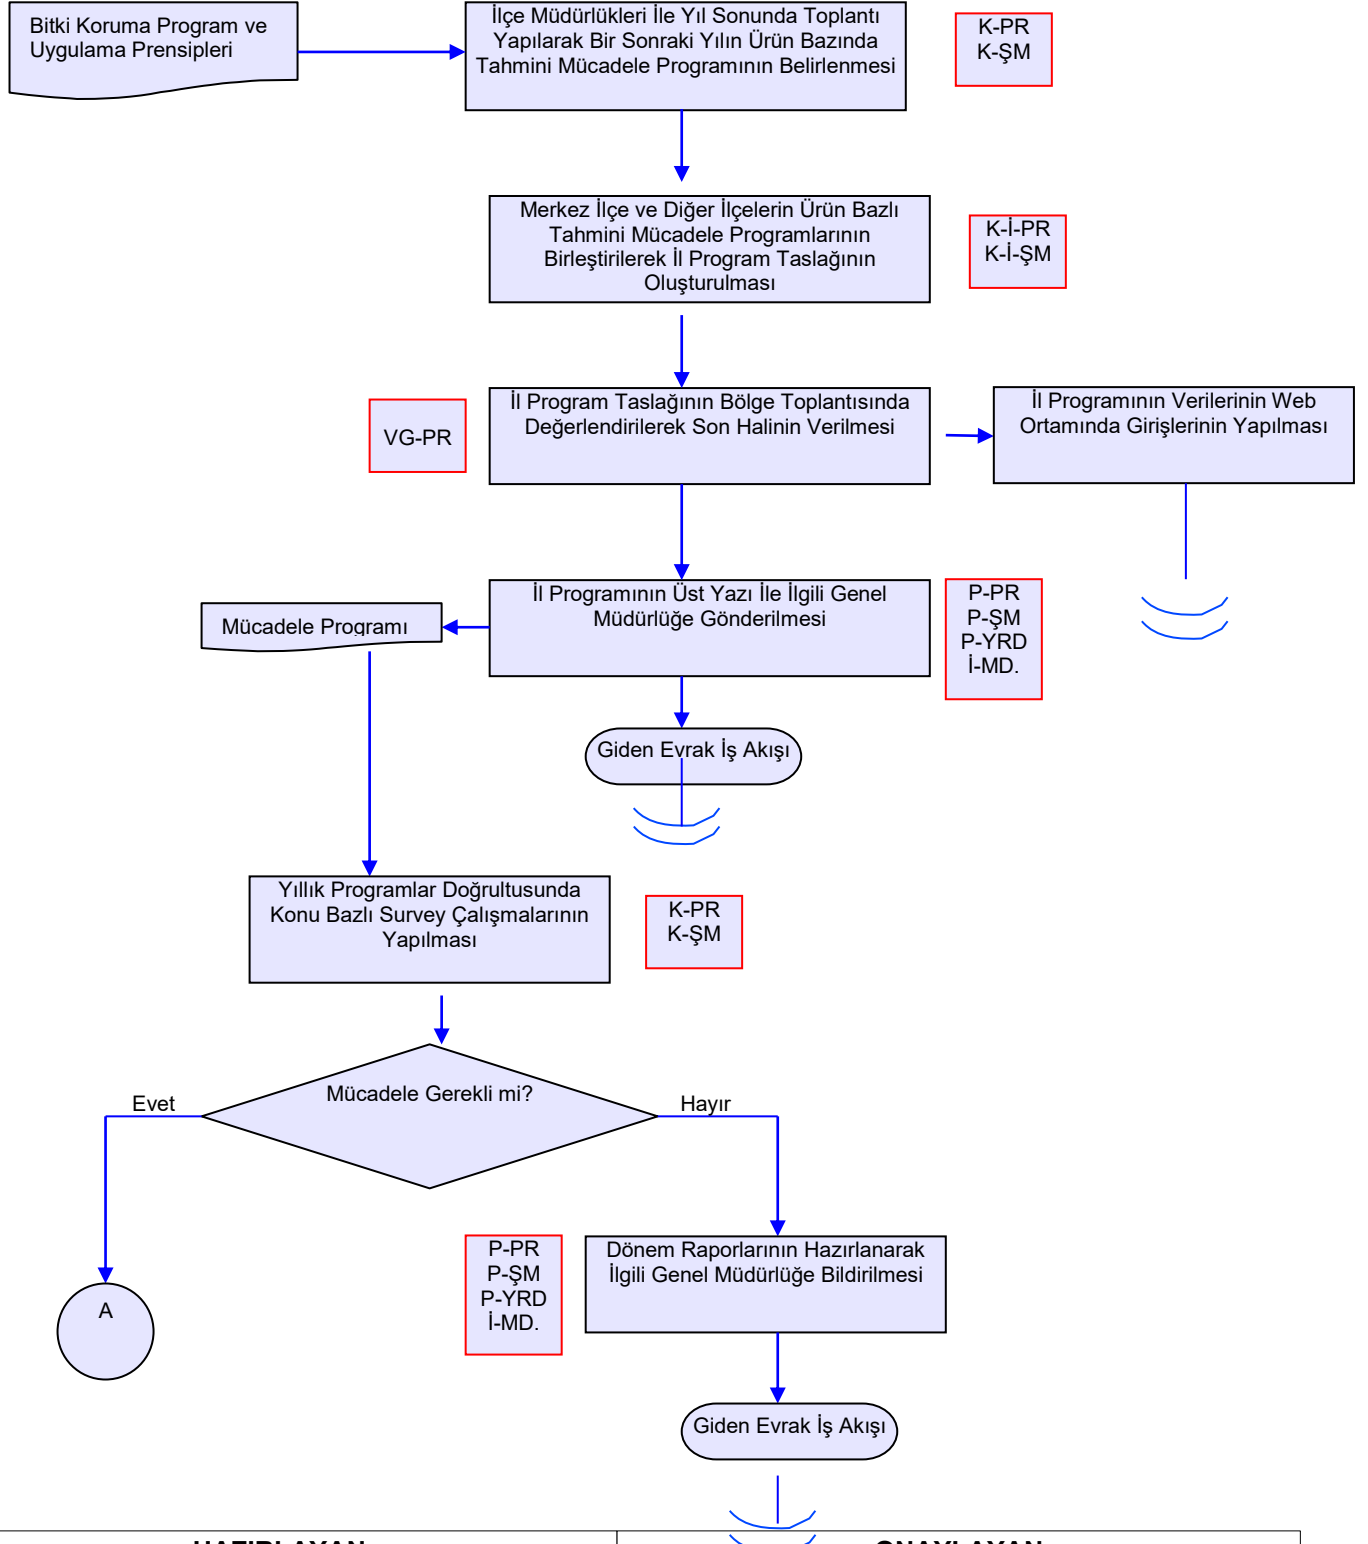 Bitki Koruma Program ve
Uygulama Prensipleri
İlçe Müdürlükleri İle Yıl Sonunda Toplantı
Yapılarak Bir Sonraki Yılın Ürün Bazında
Tahmini Mücadele Programının Belirlenmesi
K-PR
K-ŞM
Merkez İlçe ve Diğer İlçelerin Ürün Bazlı
Tahmini Mücadele Programlarının
Birleştirilerek İl Program Taslağının
Oluşturulması
K-İ-PR
K-İ-ŞM
VG-PR
İl Program Taslağının Bölge Toplantısında
Değerlendirilerek Son Halinin Verilmesi
İl Programının Verilerinin Web
Ortamında Girişlerinin Yapılması
Mücadele Programı
İl Programının Üst Yazı İle İlgili Genel
Müdürlüğe Gönderilmesi
P-PR
P-ŞM
P-YRD
İ-MD.
Giden Evrak İş Akışı
Yıllık Programlar Doğrultusunda
Konu Bazlı Survey Çalışmalarının
Yapılması
K-PR
K-ŞM
Mücadele Gerekli mi?
Evet
Hayır
A
P-PR
P-ŞM
P-YRD
İ-MD.
Dönem Raporlarının Hazırlanarak
İlgili Genel Müdürlüğe Bildirilmesi
Giden Evrak İş Akışı
HAZIRLAYAN
ONAYLAYAN